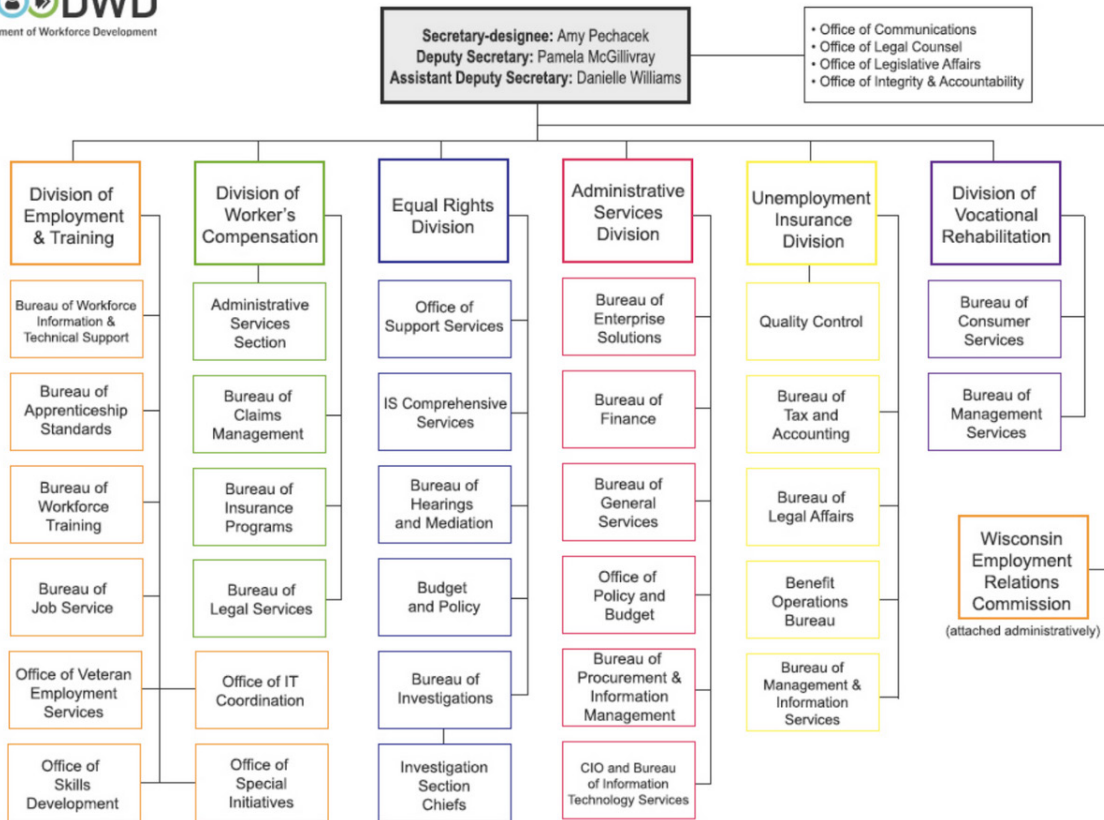 DWD
ment of Workforce Development
Secretary-designee: Amy Pechacek
Deputy Secretary: Pamela McGillivray
Assistant Deputy Secretary: Danielle Williams
• Office of Communications
• Office of Legal Counsel
• Office of Legislative Affairs
• Office of Integrity & Accountability
Division of
Employment
& Training
Bureau of Workforce
Information &
Technical Support
Bureau of
Apprenticeship
Standards
Bureau of
Workforce
Training
Bureau of
Job Service
Office of Veteran
Employment
Services
Office of
Skills
Development
Division of
Worker's
Compensation
Administrative
Services
Section
Bureau of
Claims
Management
Bureau of
Insurance
Programs
Bureau of
Legal Services
Office of IT
Coordination
Office of
Special
Initiatives
Equal Rights
Division
Office of
Support Services
IS Comprehensive
Services
Bureau of
Hearings
and Mediation
Budget
and Policy
Bureau of
Investigations
Investigation
Section
Chiefs
Administrative
Services
Division
Bureau of
Enterprise
Solutions
Bureau of
Finance
Bureau of
General
Services
Office of
Policy and
Budget
Bureau of
Procurement &
Information
Management
CIO and Bureau
of Information
Technology Services
Unemployment
Insurance
Division
Quality Control
Bureau of
Tax and
Accounting
Bureau of
Legal Affairs
Benefit
Operations
Bureau
Bureau of
Management &
Information
Services
Division of
Vocational
Rehabilitation
Bureau of
Consumer
Services
Bureau of
Management
Services
Wisconsin
Employment
Relations
Commission
(attached administratively)